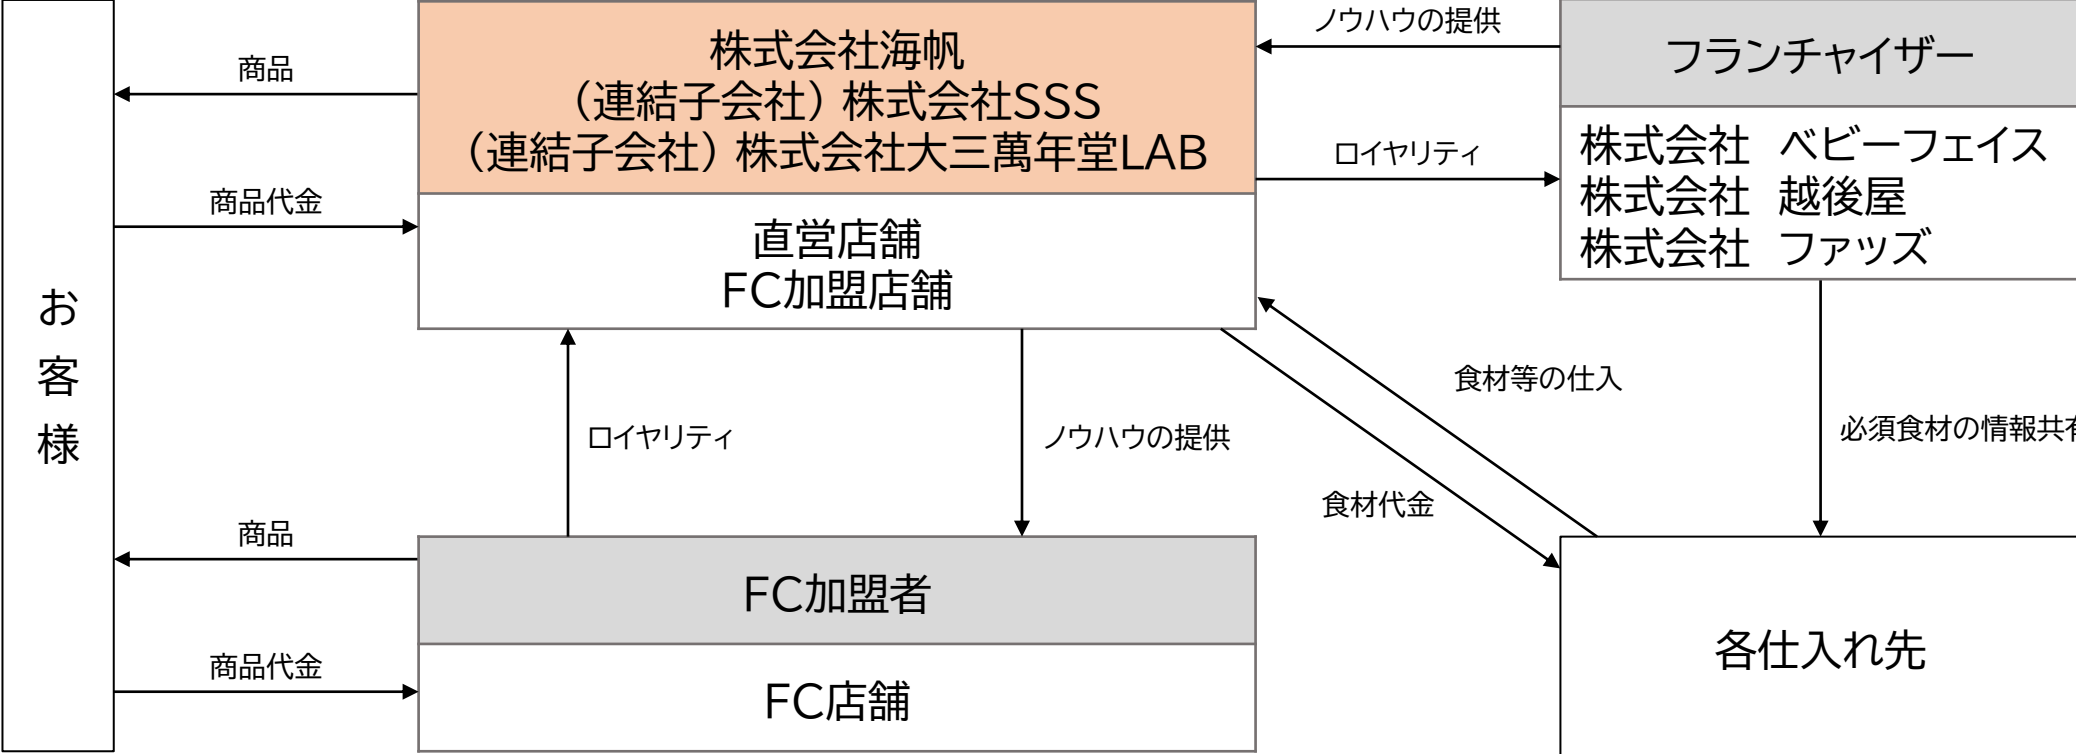 お客様
商品
商品代金
株式会社海帆
（連結子会社）株式会社SSS
（連結子会社）株式会社大三萬年堂LAB
直営店舗
FC加盟店舗
ノウハウの提供
ロイヤリティ
フランチャイザー
株式会社　ベビーフェイス
株式会社　越後屋
株式会社　ファッズ
ロイヤリティ
ノウハウの提供
食材等の仕入
食材代金
必須食材の情報共
商品
商品代金
FC加盟者
FC店舗
各仕入れ先